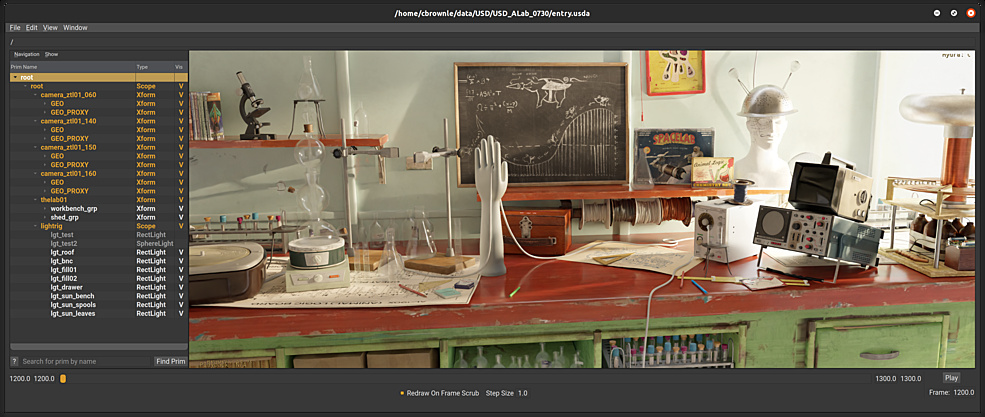 /home/cbrownle/data/USD/USD_ALab_0730/entry.usda
File Edit View Window
/
Navigation Show
Prim Name Type Vis
root
root Scope V
camera_ztl01_060 Xform V
GEO Xform V
GEO_PROXY Xform V
camera_ztl01_140 Xform V
GEO Xform V
GEO_PROXY Xform V
camera_ztl01_150 Xform V
GEO Xform V
GEO_PROXY Xform V
camera_ztl01_160 Xform V
GEO Xform V
GEO_PROXY Xform V
thelab01 Xform V
workbench_grp Xform V
shed_grp Xform V
lightrig Scope V
lgt_test RectLight
lgt_test2 SphereLight
lgt_roof RectLight V
lgt_bnc RectLight V
lgt_fill01 RectLight V
lgt_fill02 RectLight V
lgt_drawer RectLight V
lgt_sun_bench RectLight V
lgt_sun_spools RectLight V
lgt_sun_leaves RectLight V
SPACELAB
Animal Logic
CHEMISTRY SET
? Search for prim by name Find Prim
1200.0 1200.0 1300.0 1300.0 Play
Redraw On Frame Scrub Step Size 1.0 Frame: 1200.0